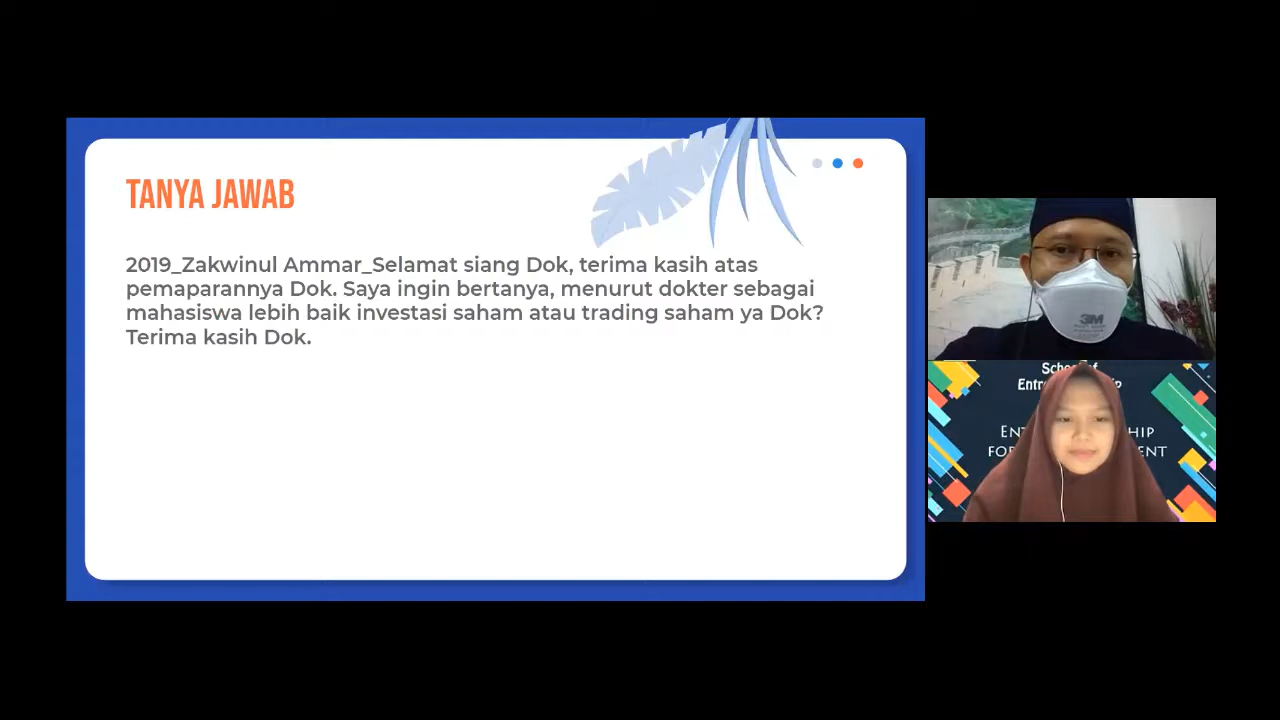 TANYA JAWAB
2019_Zakwinul Ammar_Selamat siang Dok, terima kasih atas
pemaparannya Dok. Saya ingin bertanya, menurut dokter sebagai
mahasiswa lebih baik investasi saham atau trading saham ya Dok?
Terima kasih Dok.
3M